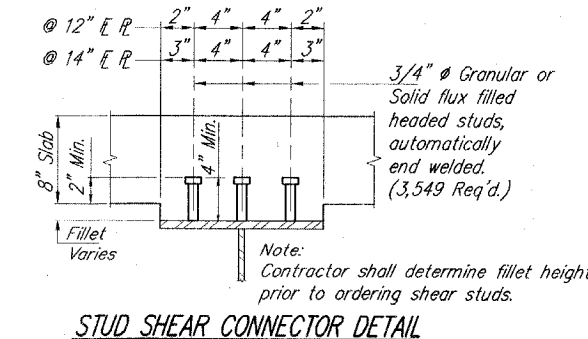 @ 12" ₣ ₧ 2" 4" 4" 2"
@ 14" ₣ ₧ 3" 4" 4" 3"
3/4" ø Granular or
Solid flux filled
headed studs,
automatically
end welded.
(3,549 Req'd.)
8" Slab
2" Min.
4" Min.
Fillet
Varies
Note:
Contractor shall determine fillet height
prior to ordering shear studs.
STUD SHEAR CONNECTOR DETAIL